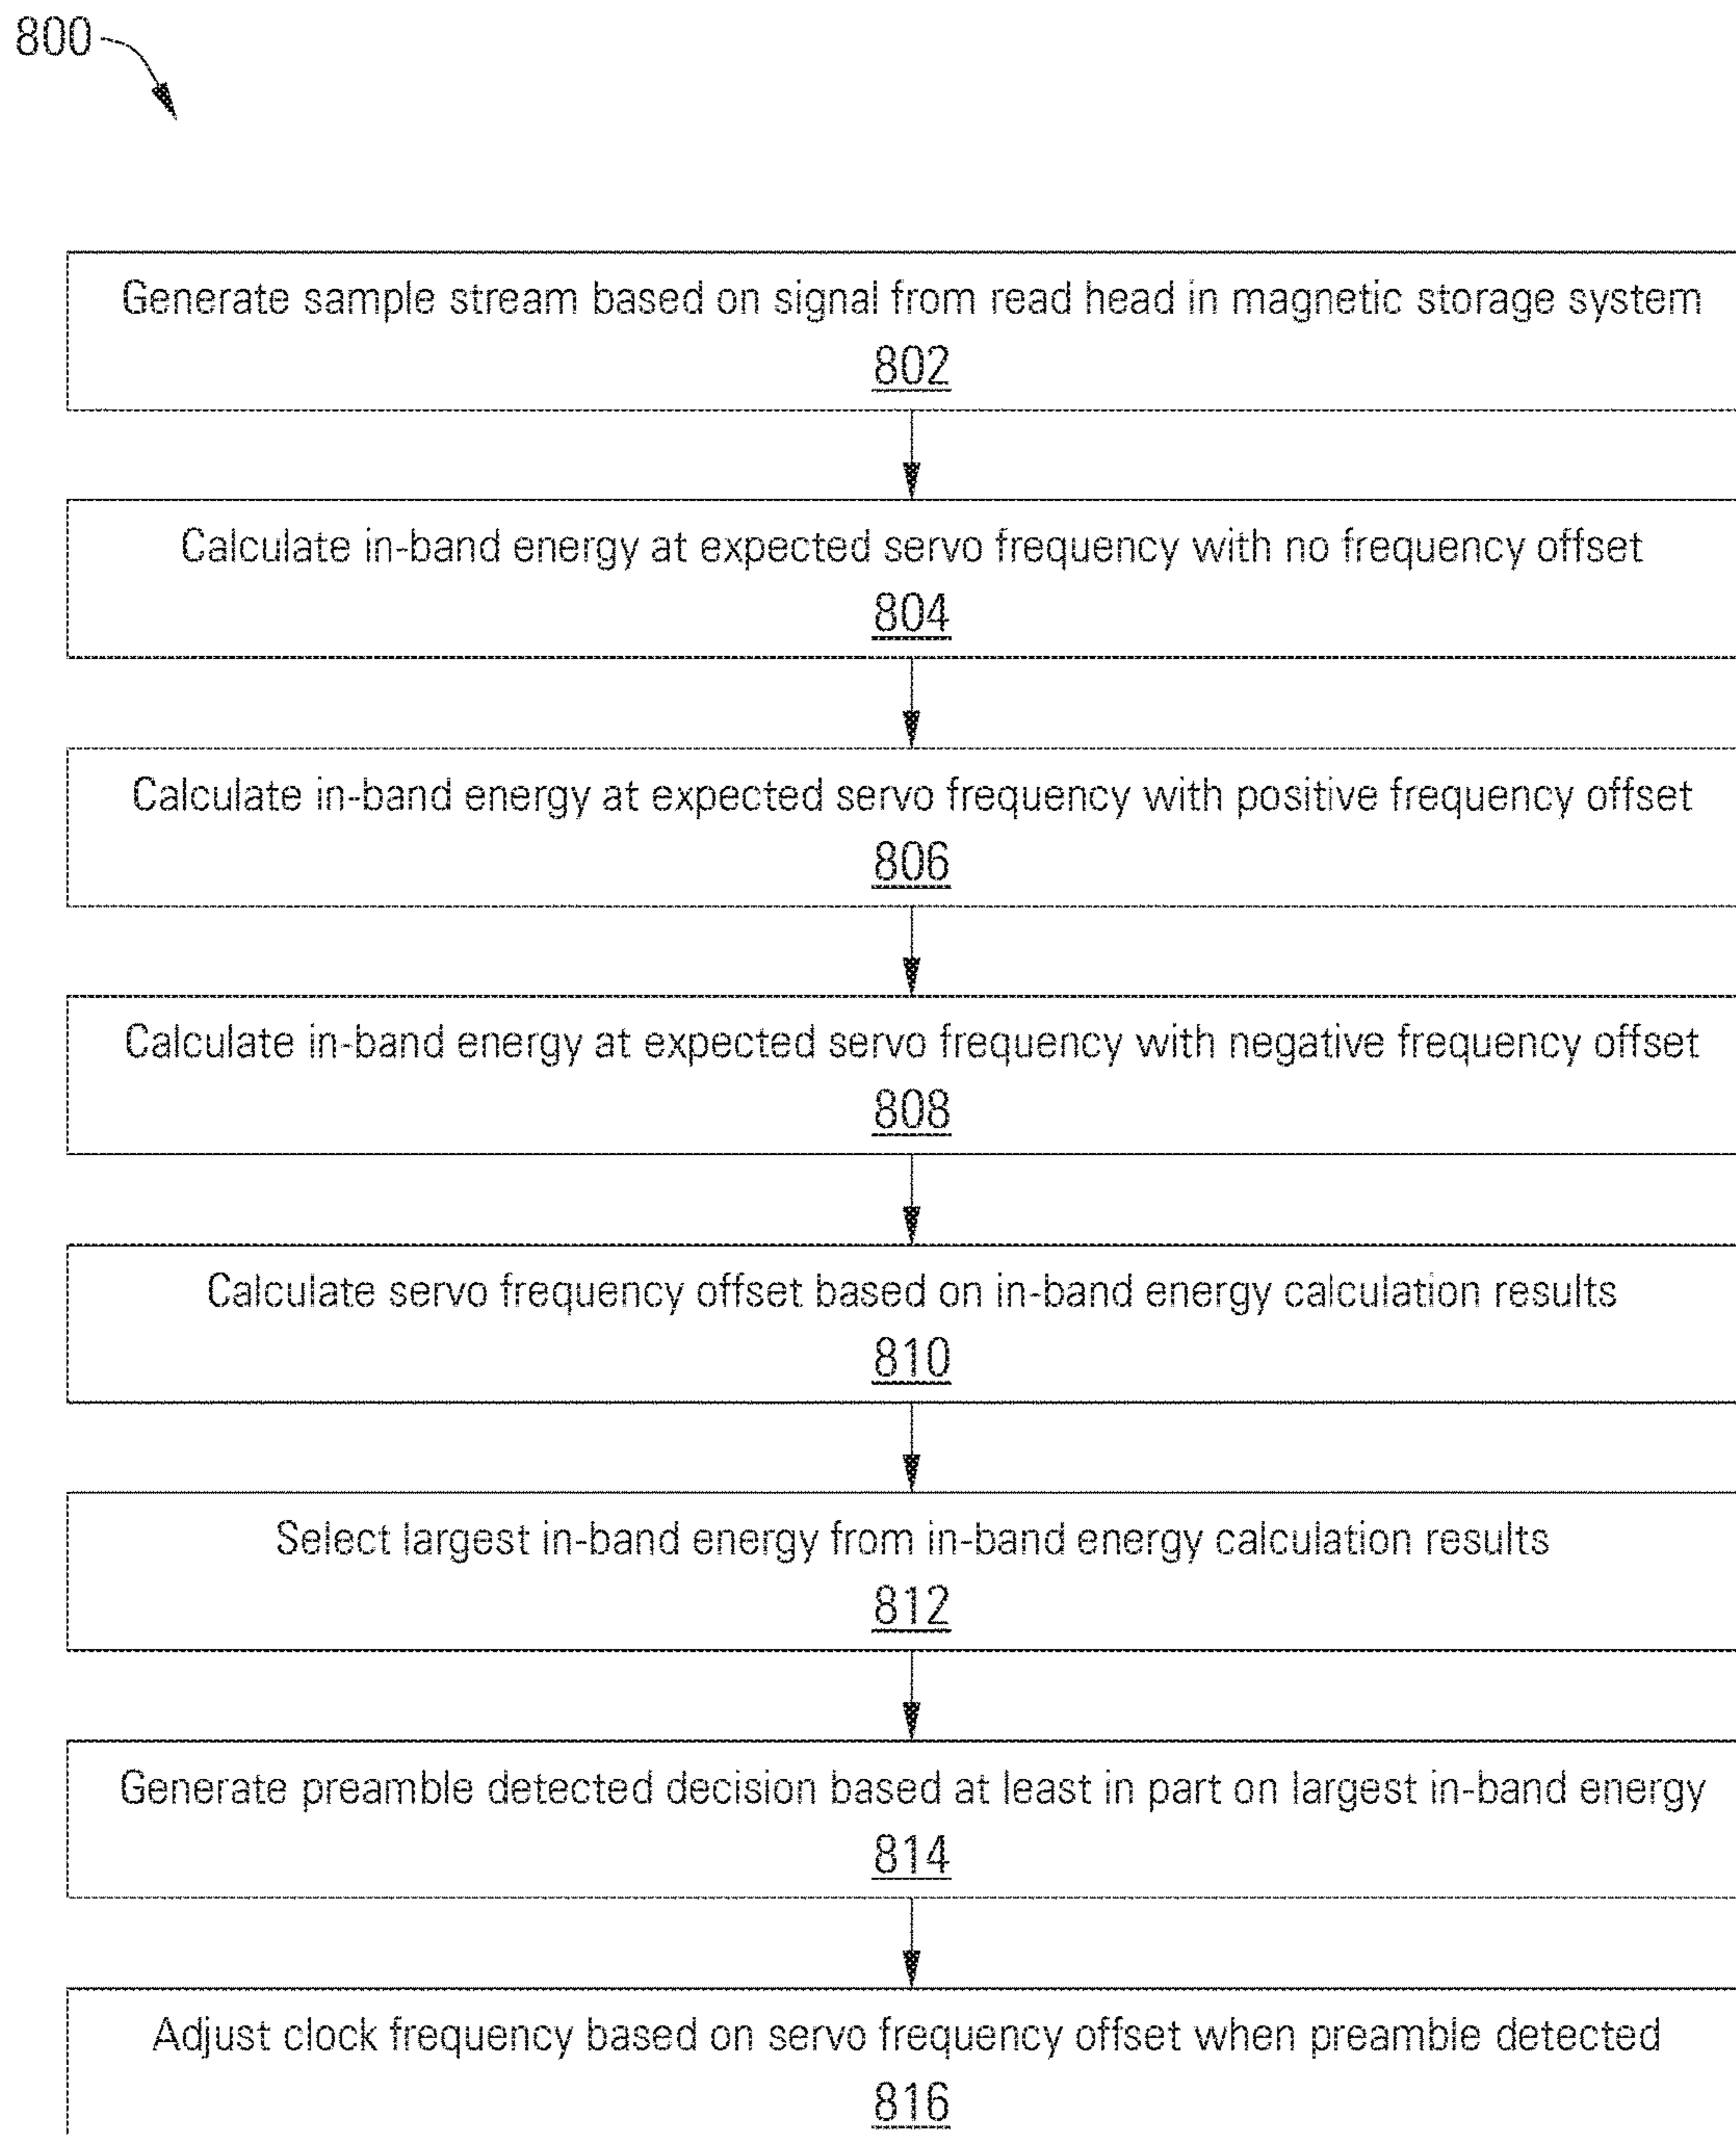 800
Generate sample stream based on signal from read head in magnetic storage system
802
Calculate in-band energy at expected servo frequency with no frequency offset
804
Calculate in-band energy at expected servo frequency with positive frequency offset
806
Calculate in-band energy at expected servo frequency with negative frequency offset
808
Calculate servo frequency offset based on in-band energy calculation results
810
Select largest in-band energy from in-band energy calculation results
812
Generate preamble detected decision based at least in part on largest in-band energy
814
Adjust clock frequency based on servo frequency offset when preamble detected
816